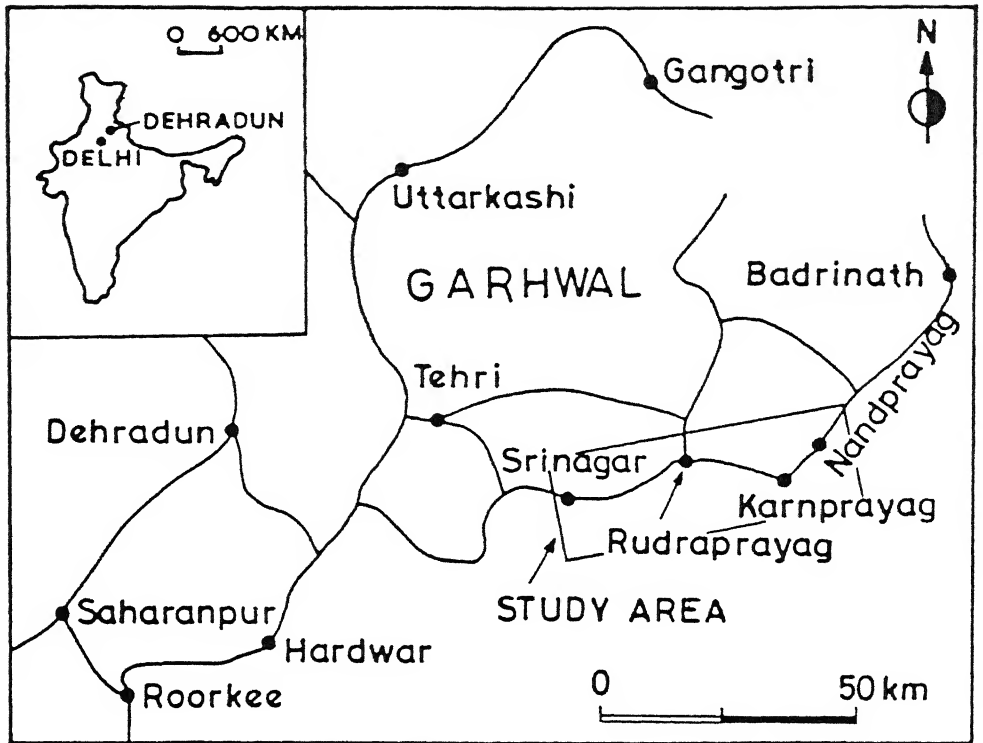 0 600 KM
DEHRADUN
DELHI
N
Gangotri
Uttarkashi
GARHWAL
Badrinath
Tehri
Nandprayag
Dehradun
Srinagar
Karnprayag
Rudraprayag
STUDY AREA
Saharanpur
Hardwar
Roorkee
0 50 km